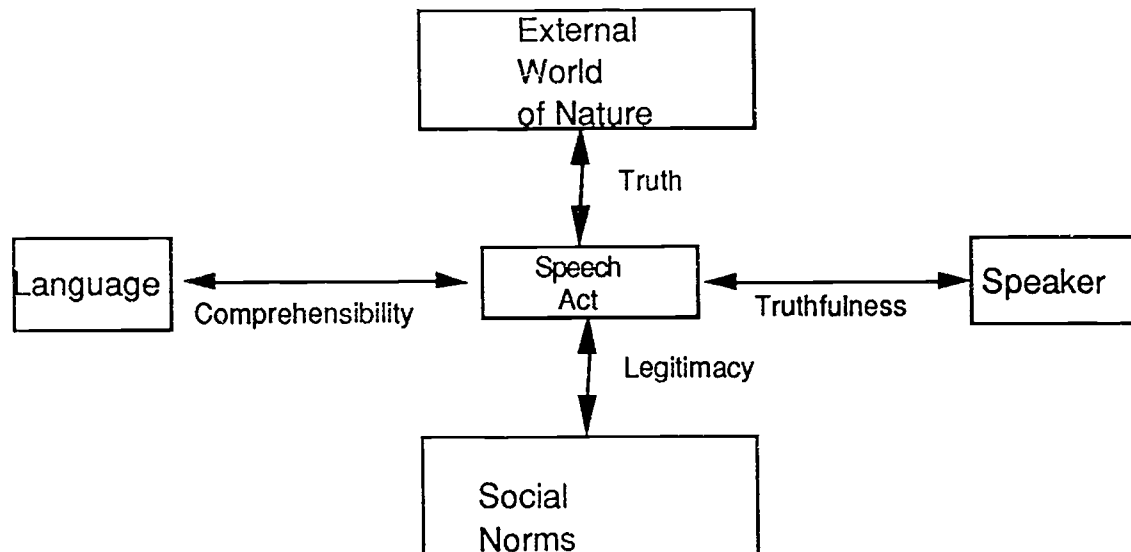 External
World
of Nature
Truth
Language
Comprehensibility
Speech
Act
Truthfulness
Speaker
Legitimacy
Social
Norms